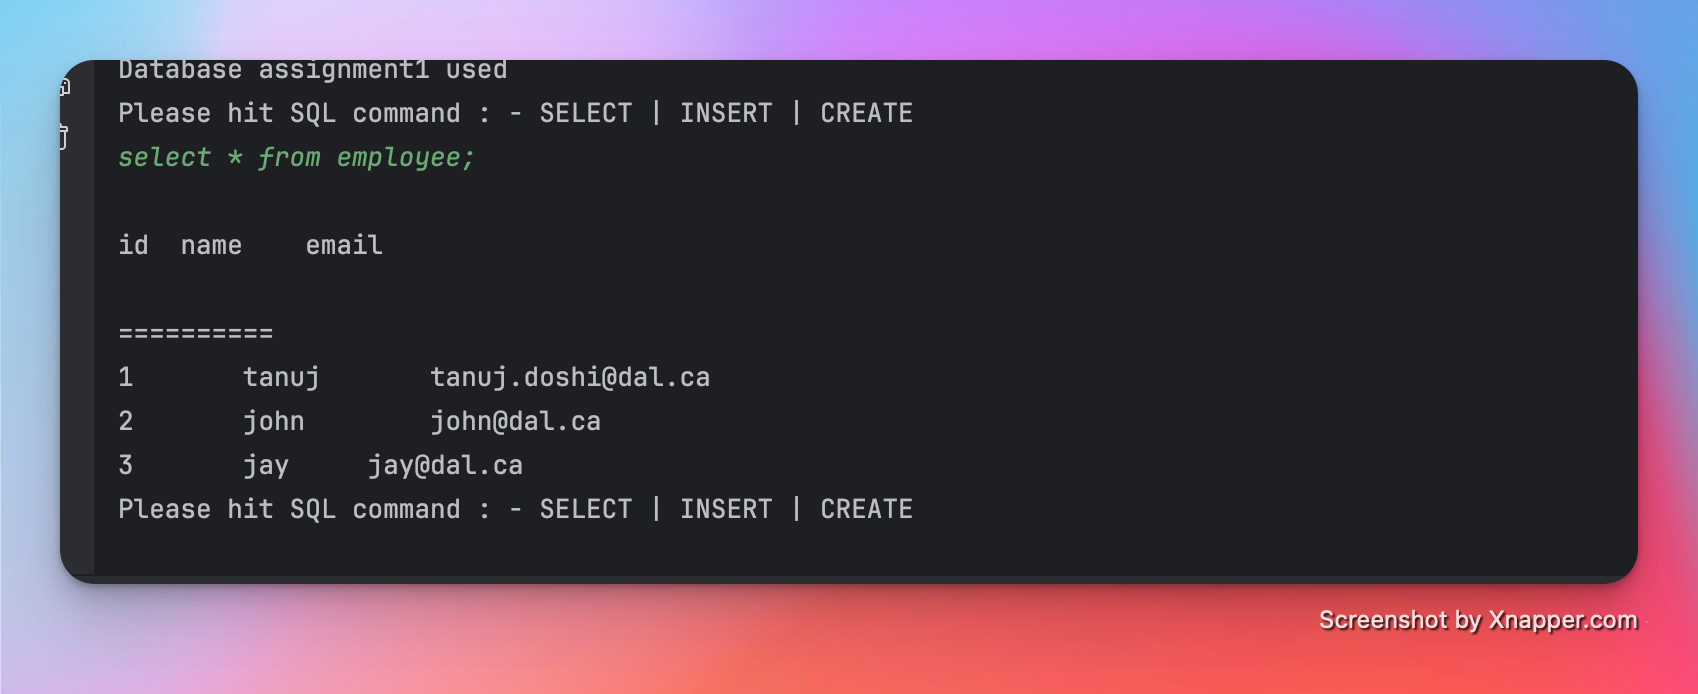 Database assignment1 used
Please hit SQL command : - SELECT | INSERT | CREATE
select * from employee;
id  name    email
==========
1       tanuj       tanuj.doshi@dal.ca
2       john        john@dal.ca
3       jay     jay@dal.ca
Please hit SQL command : - SELECT | INSERT | CREATE
Screenshot by Xnapper.com